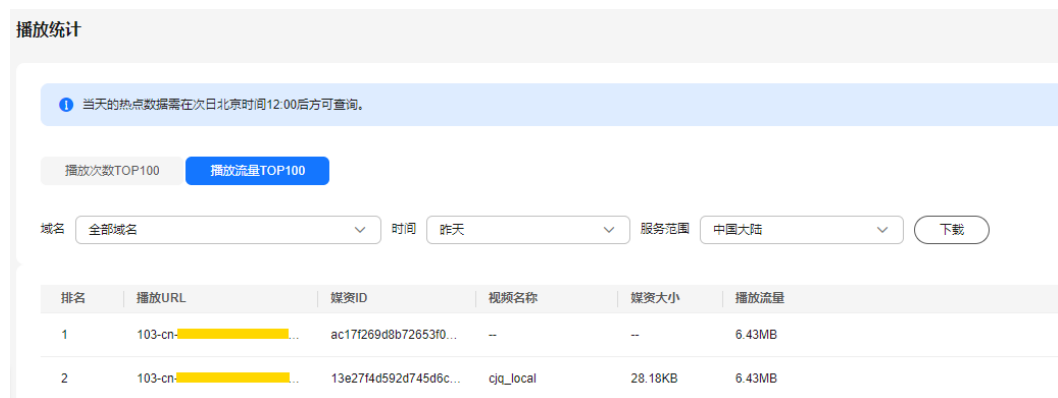 播放统计
当天的热点数据需在次日北京时间12:00后方可查询。
播放次数TOP100 播放流量TOP100
域名 全部域名 时间 昨天 服务范围 中国大陆 下载
排名 播放URL 媒资ID 视频名称 媒资大小 播放流量
1 103-cn-... ac17f269d8b72653f0... -- -- 6.43MB
2 103-cn-... 13e27f4d592d745d6c... cjq_local 28.18KB 6.43MB